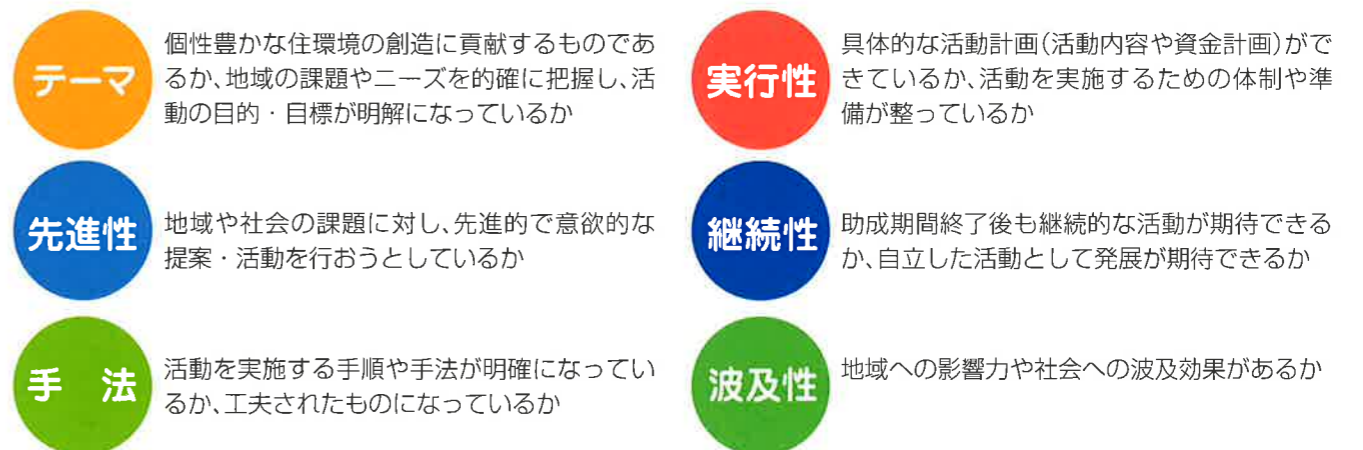 テーマ
個性豊かな住環境の創造に貢献するものであ
るか、地域の課題やニーズを的確に把握し、活
動の目的・目標が明解になっているか
先進性
地域や社会の課題に対し、先進的で意欲的な
提案・活動を行おうとしているか
手　法
活動を実施する手順や手法が明確になってい
るか、工夫されたものになっているか
実行性
具体的な活動計画(活動内容や資金計画)がで
きているか、活動を実施するための体制や準
備が整っているか
継続性
助成期間終了後も継続的な活動が期待できる
か、自立した活動として発展が期待できるか
波及性
地域への影響力や社会への波及効果があるか